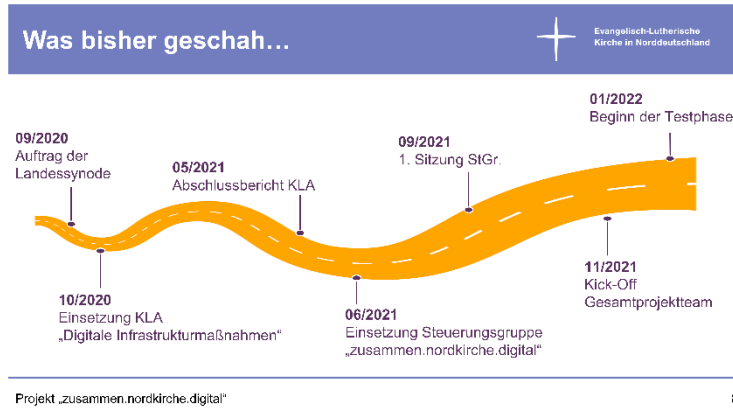 Was bisher geschah…
Evangelisch-Lutherische
Kirche in Norddeutschland
09/2020
Auftrag der
Landessynode
10/2020
Einsetzung KLA
„Digitale Infrastrukturmaßnahmen“
05/2021
Abschlussbericht KLA
06/2021
Einsetzung Steuerungsgruppe
„zusammen.nordkirche.digital“
09/2021
1. Sitzung StGr.
11/2021
Kick-Off
Gesamtprojektteam
01/2022
Beginn der Testphase
Projekt „zusammen.nordkirche.digital“